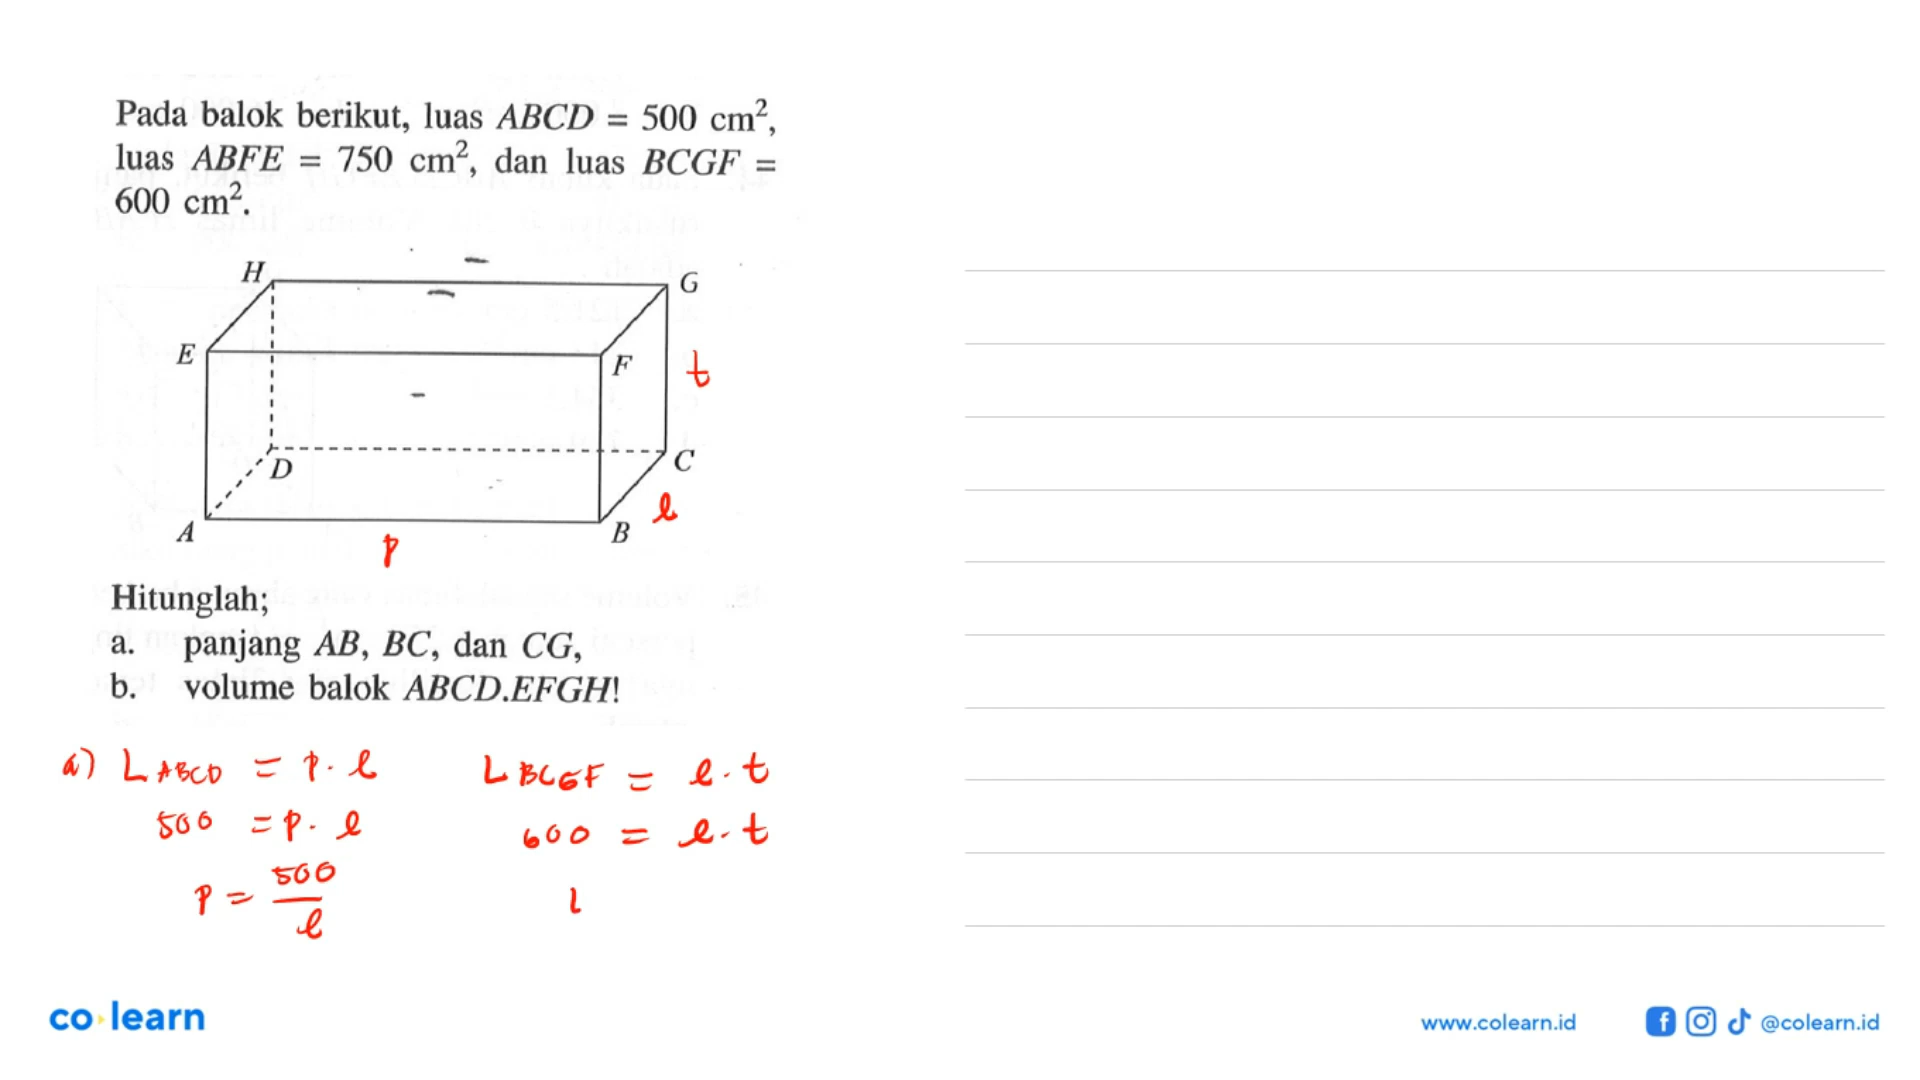 Pada balok berikut, luas ABCD = 500 cm²,
luas ABFE = 750 cm², dan luas BCGF =
600 cm².
H
G
E
F
t
D
C
l
A
B
p
Hitunglah;
a. panjang AB, BC, dan CG,
b. volume balok ABCD.EFGH!
a) L ABCD = p . l
500 = p . l
p = 500
l
L BCGF = l . t
600 = l . t
l
co learn
www.colearn.id
@colearn.id